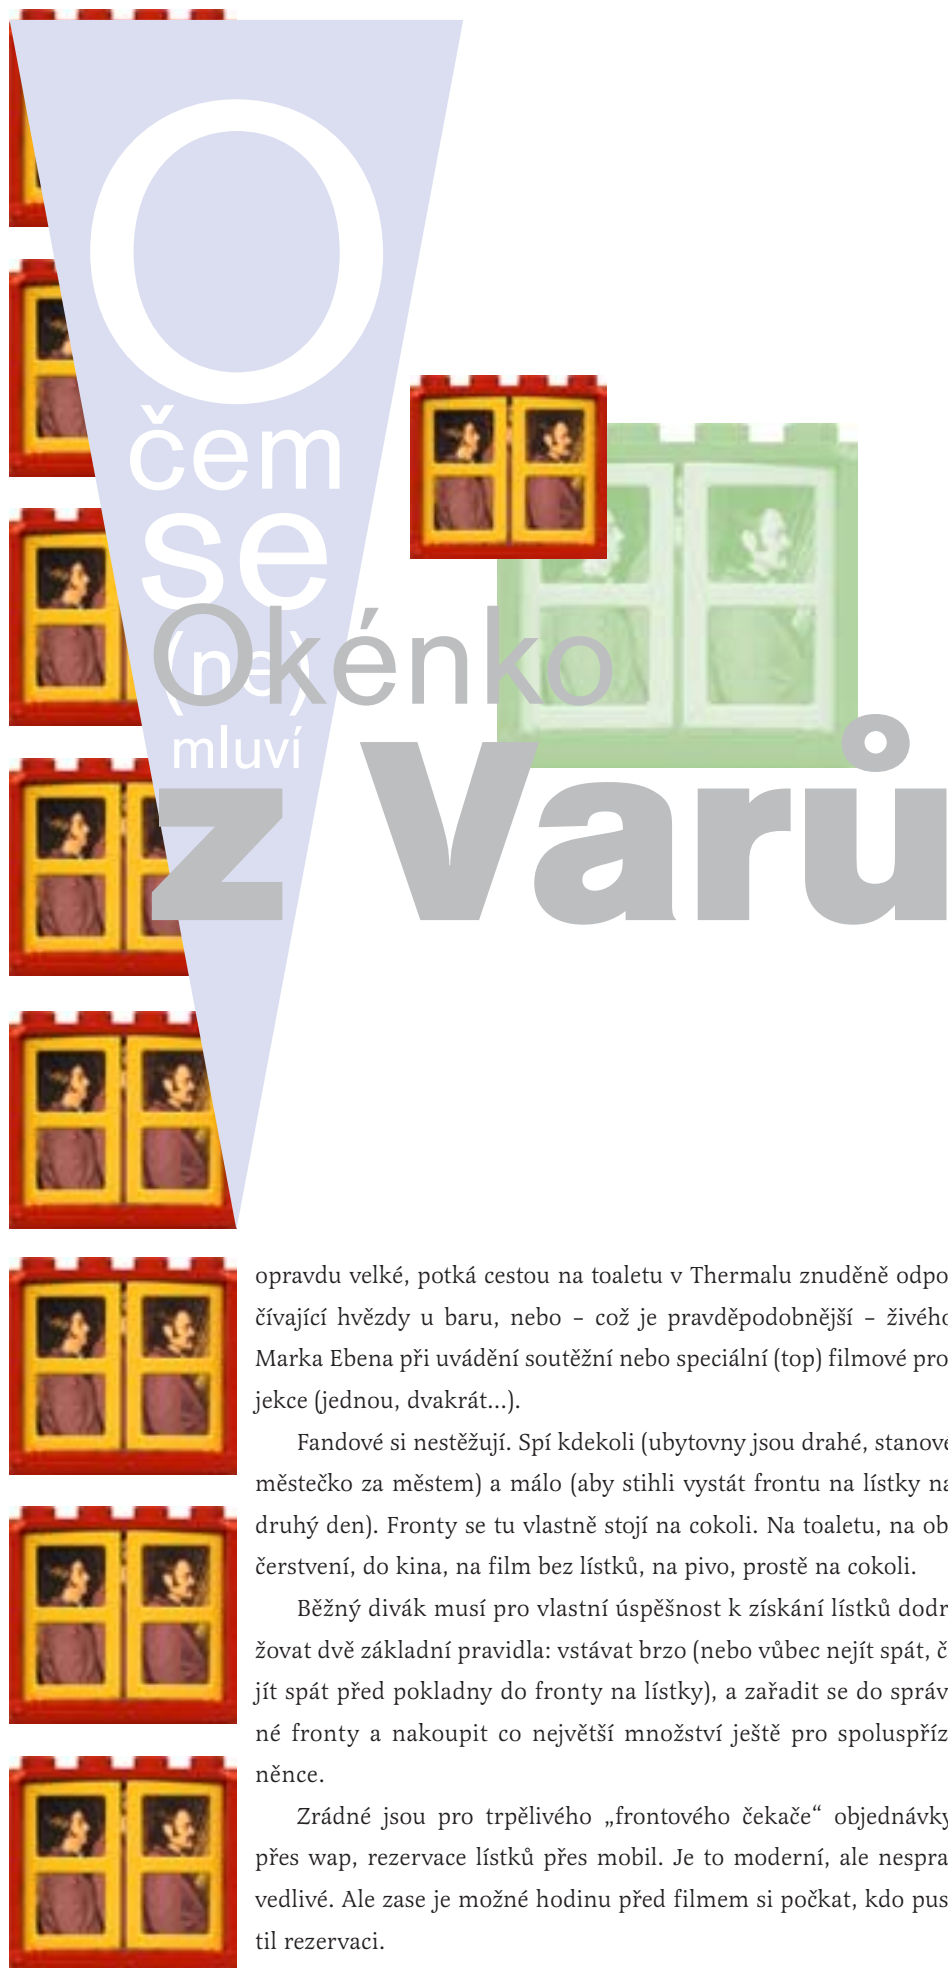 O
čem
se
(ne)
mluví
Okénko
z Varů
opravdu velké, potká cestou na toaletu v Thermalu znuděně odpo
čívající hvězdy u baru, nebo – což je pravděpodobnější – živého
Marka Ebena při uvádění soutěžní nebo speciální (top) filmové pro
jekce (jednou, dvakrát...).
Fandové si nestěžují. Spí kdekoli (ubytovny jsou drahé, stanové
městečko za městem) a málo (aby stihli vystát frontu na lístky na
druhý den). Fronty se tu vlastně stojí na cokoli. Na toaletu, na ob
čerstvení, do kina, na film bez lístků, na pivo, prostě na cokoli.
Běžný divák musí pro vlastní úspěšnost k získání lístků dodr
žovat dvě základní pravidla: vstávat brzo (nebo vůbec nejít spát, č
jít spát před pokladny do fronty na lístky), a zařadit se do správ
né fronty a nakoupit co největší množství ještě pro spoluspříz
něnce.
Zrádné jsou pro trpělivého „frontového čekače“ objednávky
přes wap, rezervace lístků přes mobil. Je to moderní, ale nespra
vedlivé. Ale zase je možné hodinu před filmem si počkat, kdo pus
til rezervaci.